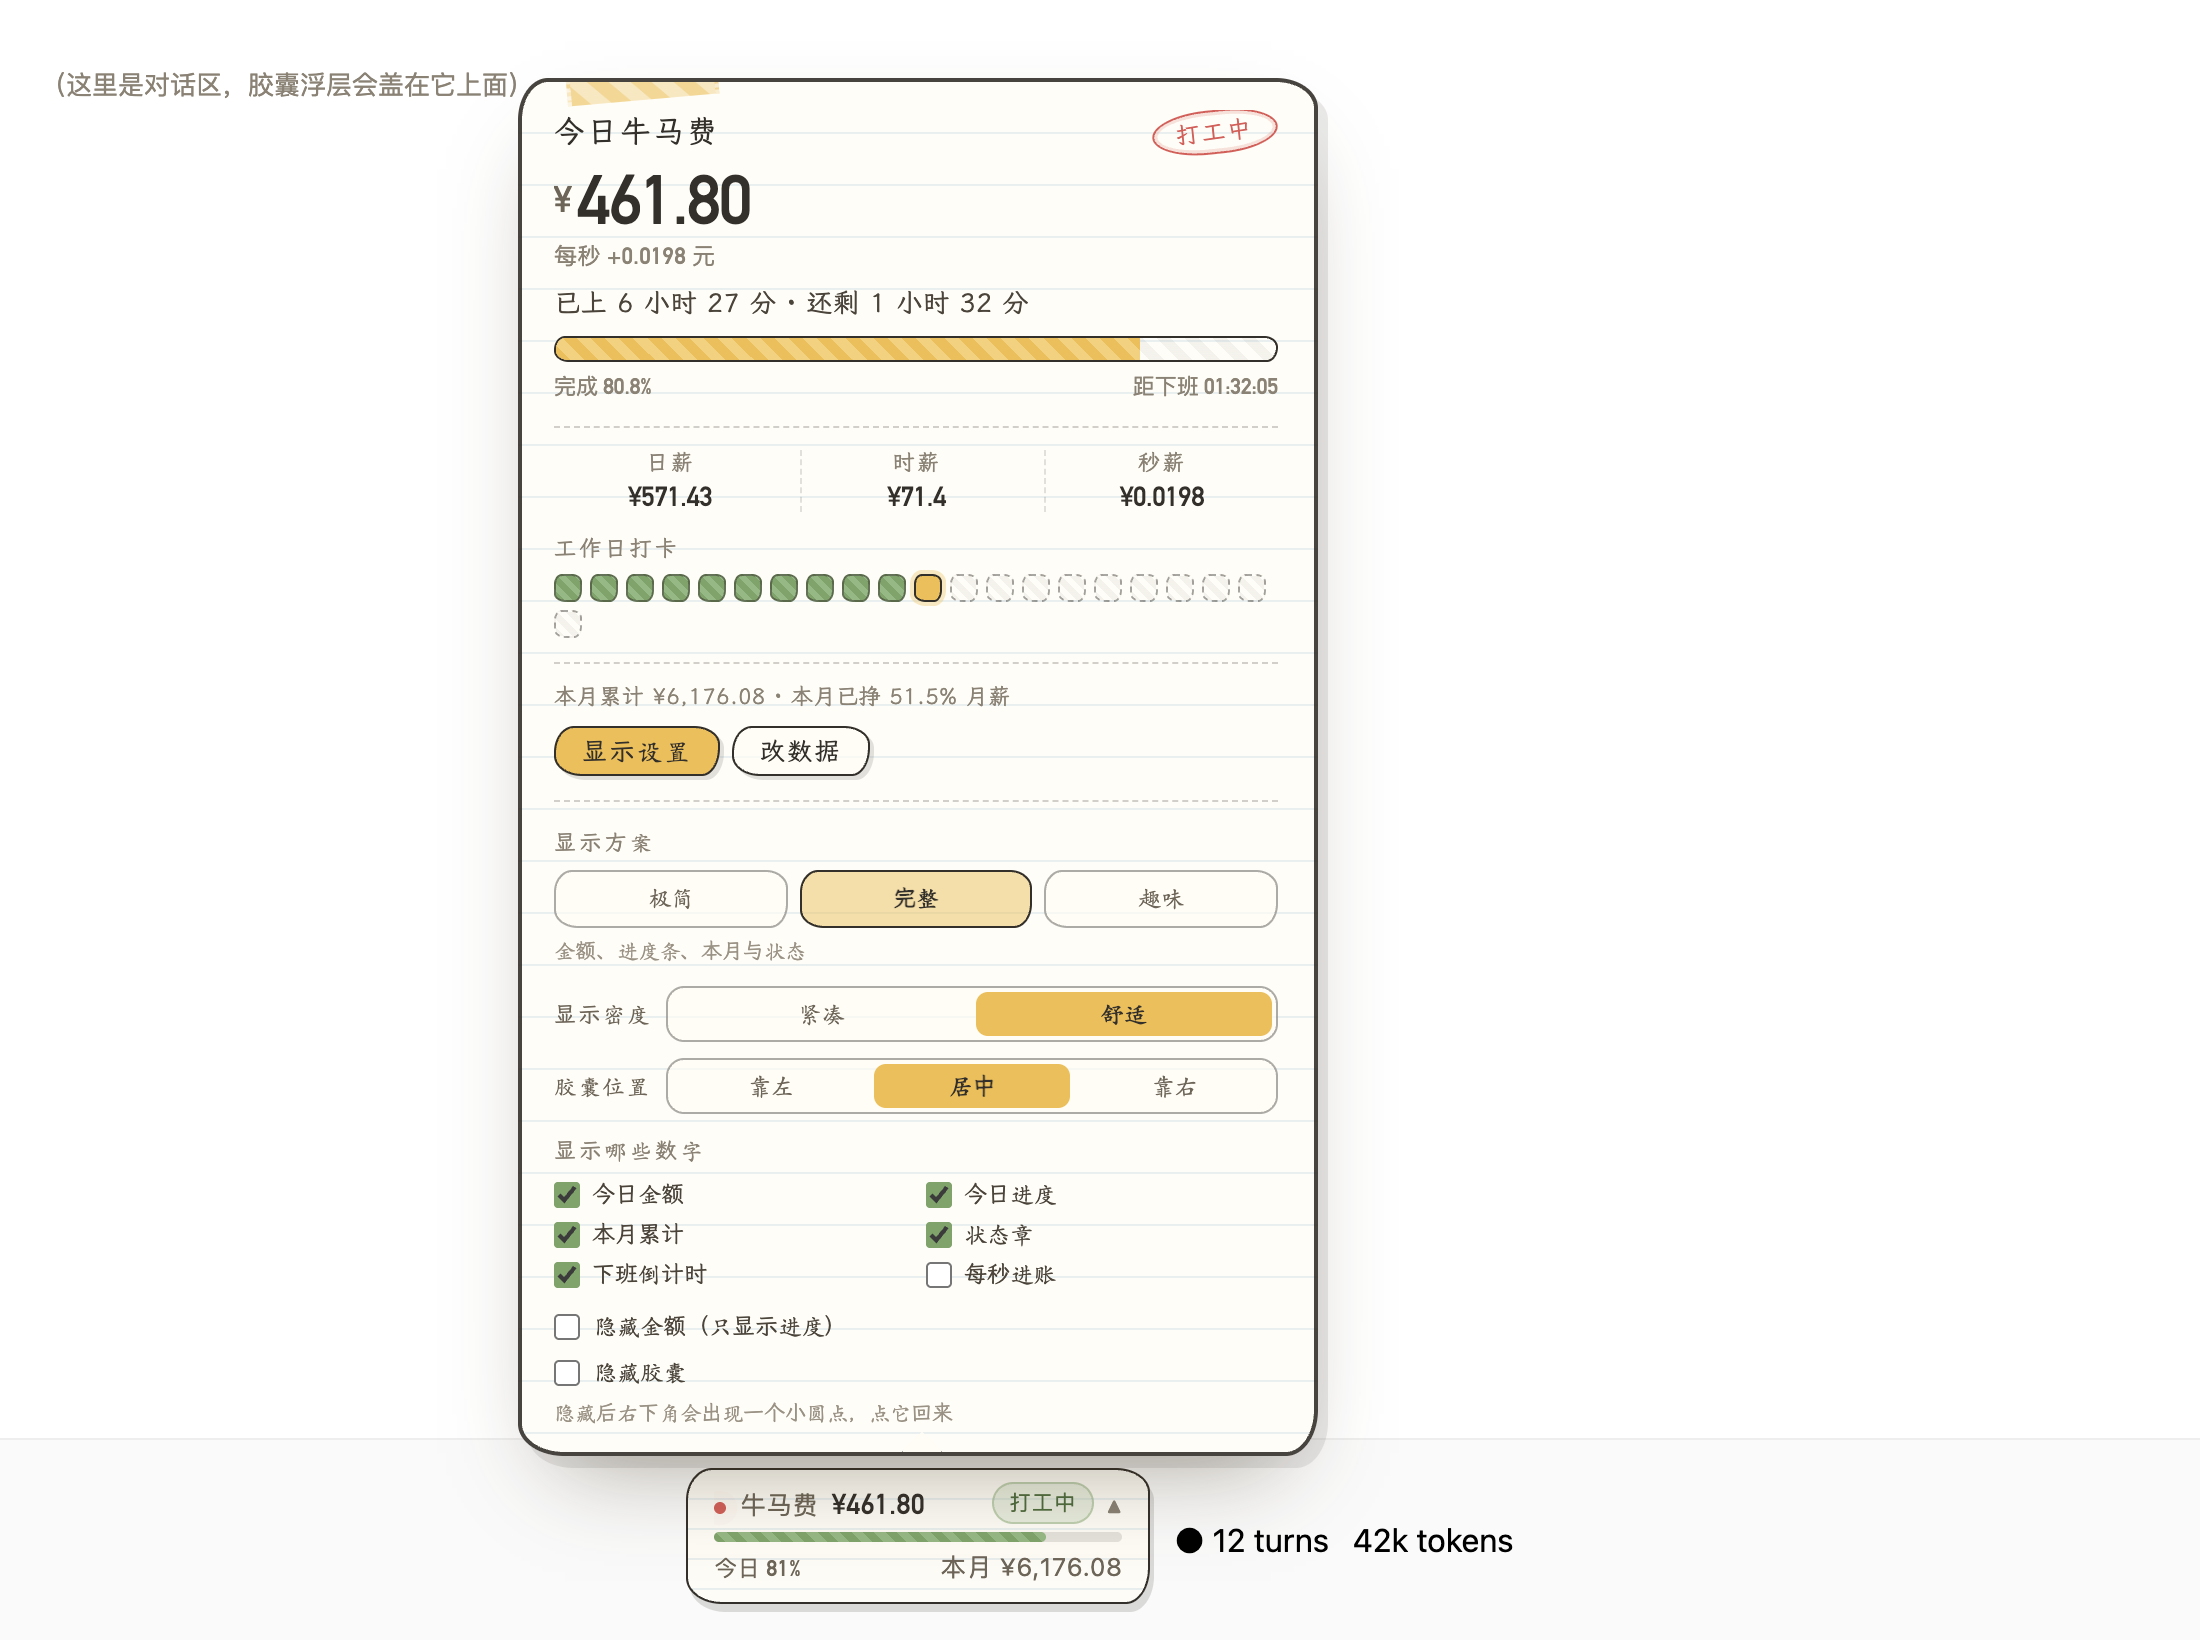 (这里是对话区，胶囊浮层会盖在它上面)
今日牛马费 打工中
¥461.80
每秒 +0.0198 元
已上 6 小时 27 分 · 还剩 1 小时 32 分
完成 80.8% 距下班 01:32:05
日薪 时薪 秒薪
¥571.43 ¥71.4 ¥0.0198
工作日打卡
本月累计 ¥6,176.08 · 本月已挣 51.5% 月薪
显示设置 改数据
显示方案
极简 完整 趣味
金额、进度条、本月与状态
显示密度 紧凑 舒适
胶囊位置 靠左 居中 靠右
显示哪些数字
今日金额 今日进度
本月累计 状态章
下班倒计时 每秒进账
隐藏金额（只显示进度）
隐藏胶囊
隐藏后右下角会出现一个小圆点，点它回来
牛马费 ¥461.80 打工中 ▲
今日 81% 本月 ¥6,176.08
12 turns 42k tokens